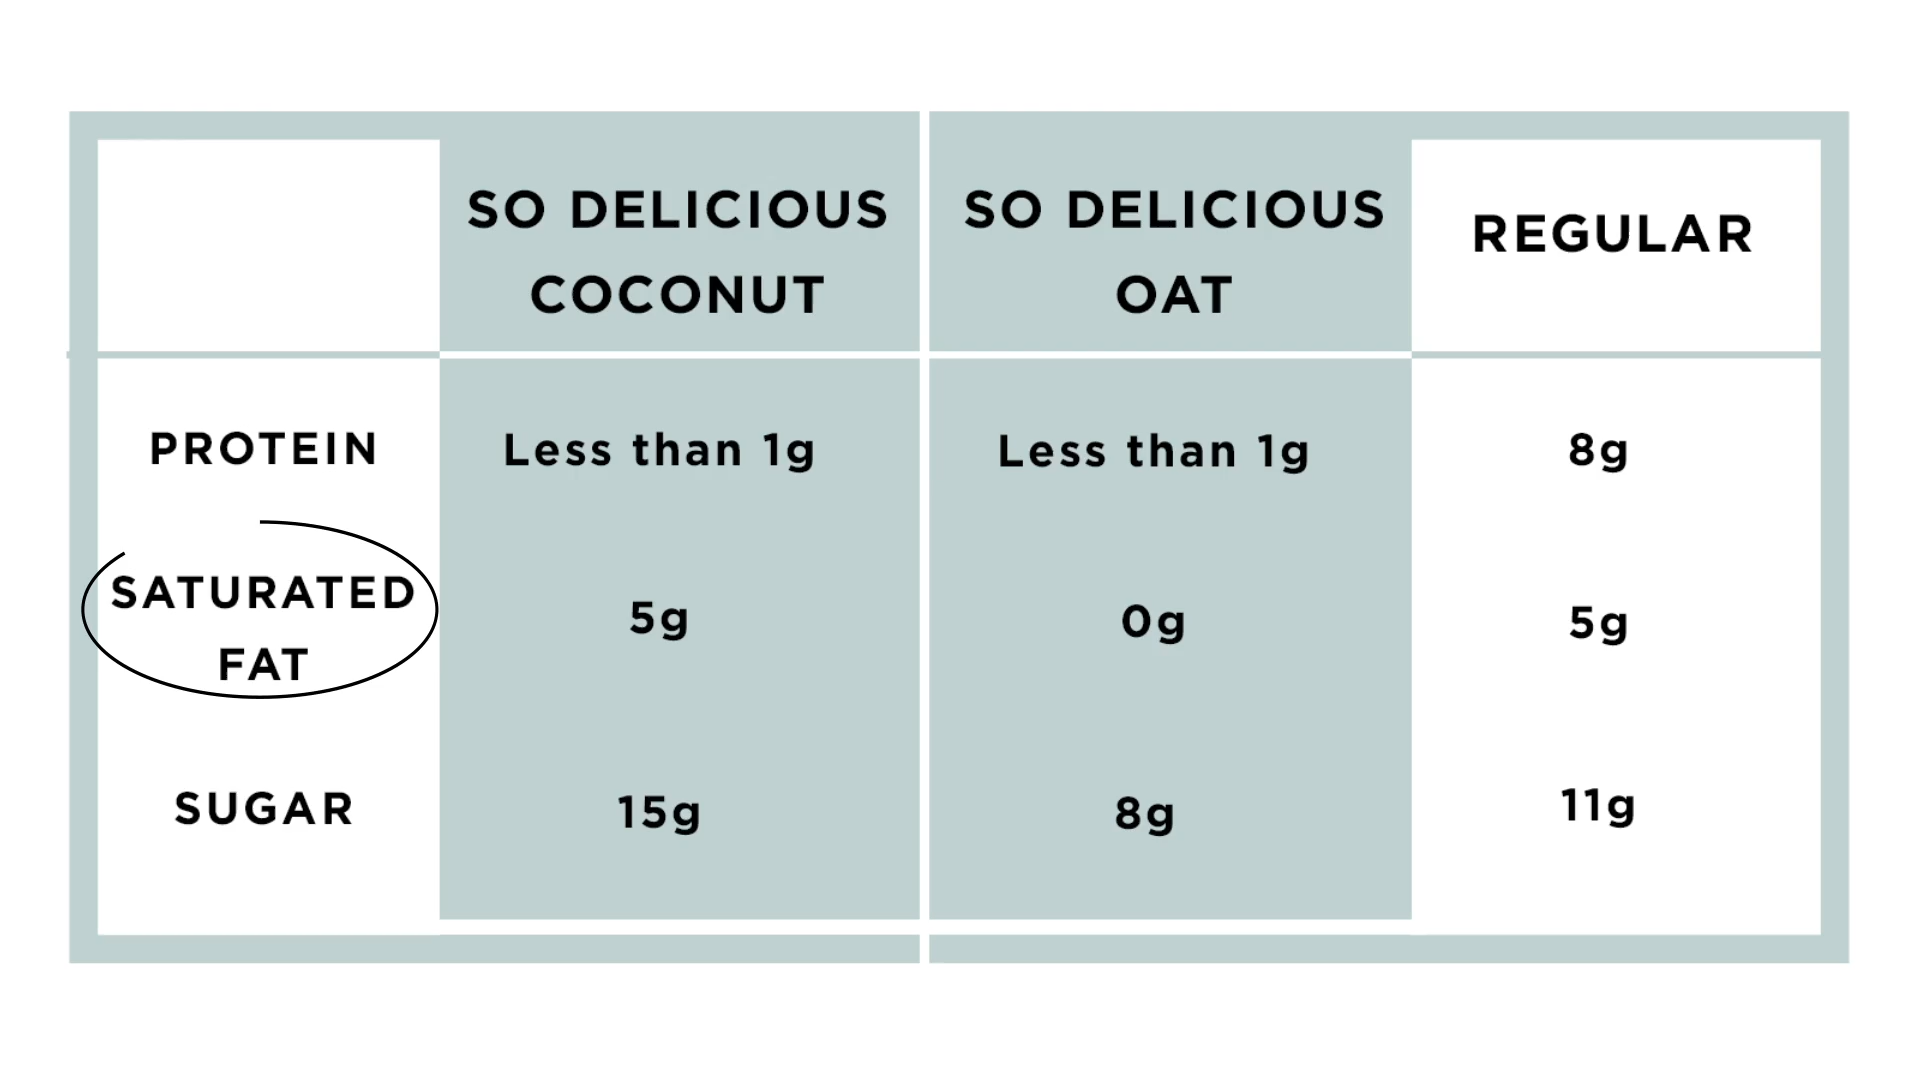 SO DELICIOUS
COCONUT
SO DELICIOUS
OAT
REGULAR
PROTEIN
Less than 1g
Less than 1g
8g
SATURATED
FAT
5g
0g
5g
SUGAR
15g
8g
11g